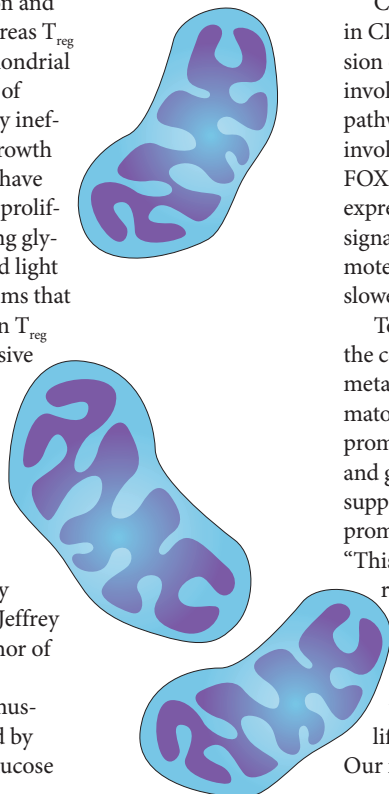 on and
reas Treg
ondrial
of
y inef-
rowth
have
prolif-
ng gly-
d light
ms that
n Treg
sive
y
Jeffrey
hor of
nus-
d by
ucose
C
in CI
sion
invol
pathw
invol
FOX
expre
signa
mote
slowe
To
the c
meta
mato
prom
and g
supp
prom
“This
r
lif
Our i